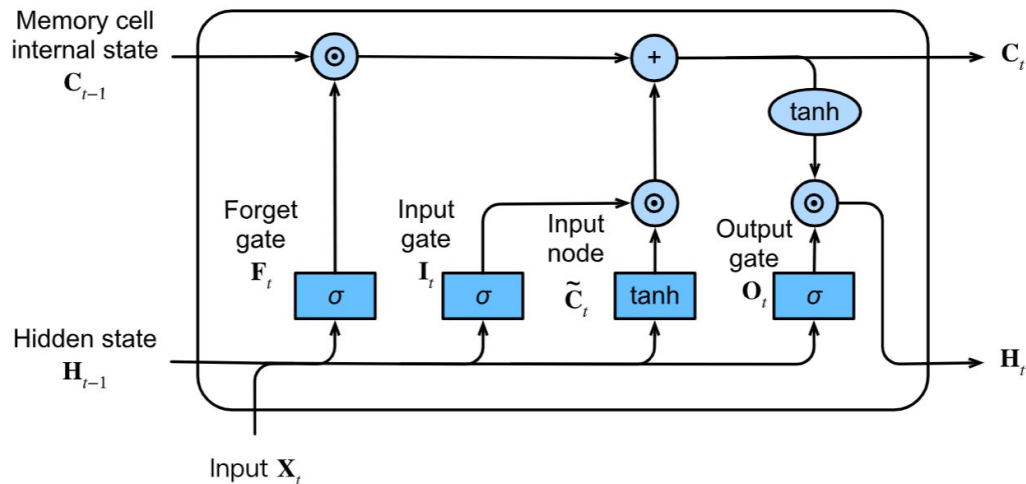 Memory cell
internal state
C_{t−1}
⊙
+
C_t
tanh
Forget
gate
F_t
σ
Input
gate
I_t
σ
⊙
Input
node
C̃_t
tanh
⊙
Output
gate
O_t
σ
Hidden state
H_{t−1}
H_t
Input X_t